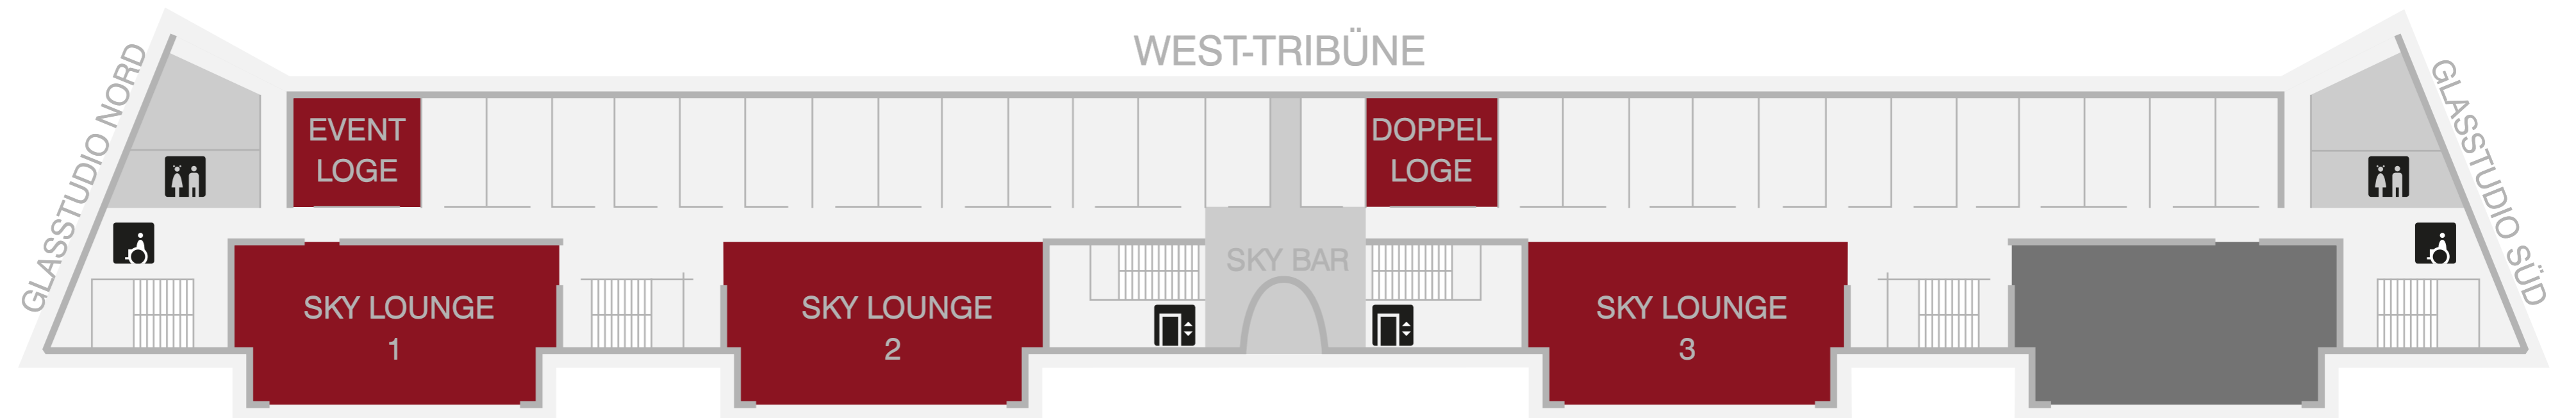 WEST-TRIBÜNE
GLASSTUDIO NORD
EVENT
LOGE
DOPPEL
LOGE
GLASSTUDIO SÜD
SKY BAR
SKY LOUNGE
1
SKY LOUNGE
2
SKY LOUNGE
3